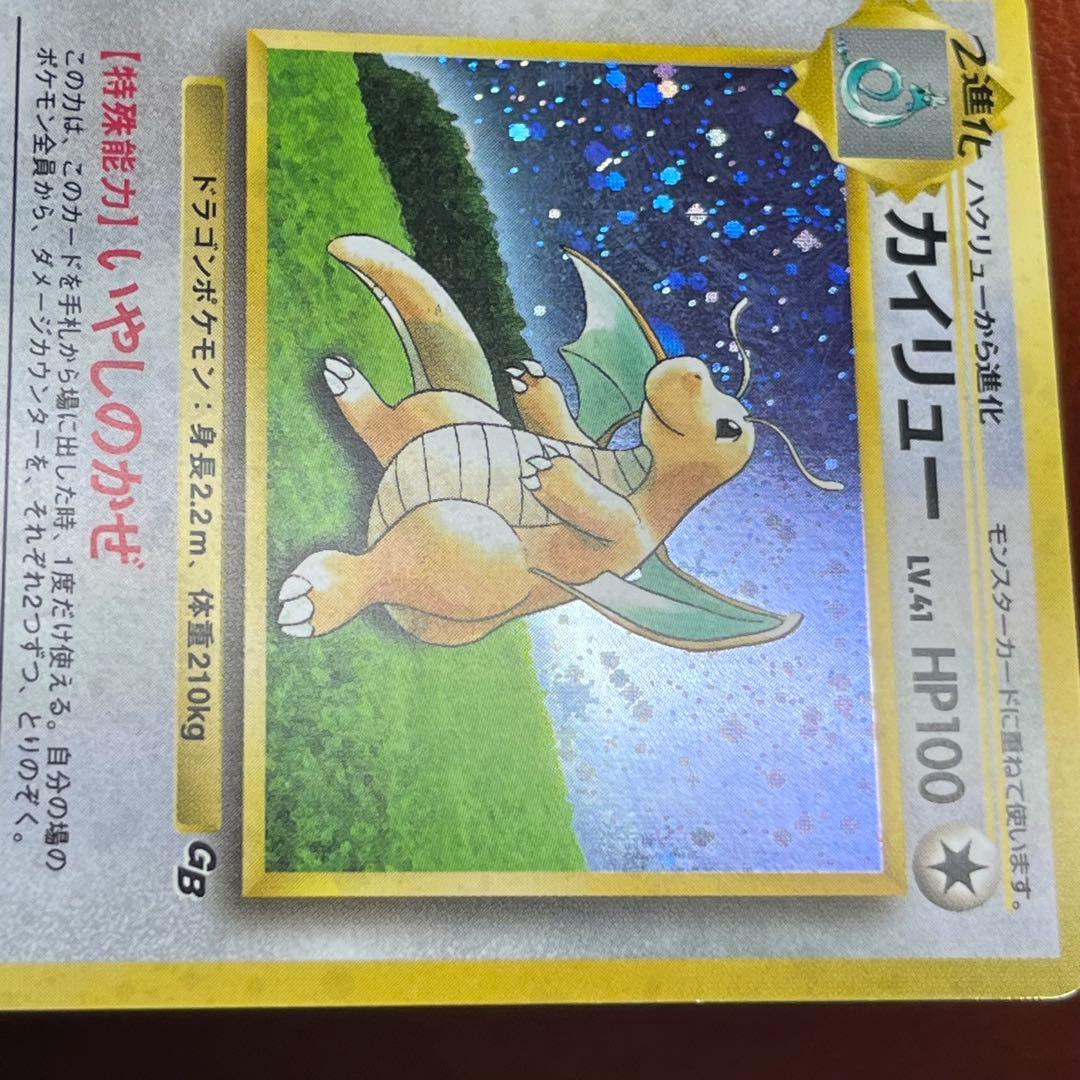 2進化
ハクリューから進化
モンスターカードに重ねて使います。
カイリュー LV.41 HP100
ドラゴンポケモン：身長2.2m、体重210kg
GB
【特殊能力】いやしのかぜ
この力は、このカードを手札から場に出した時、1度だけ使える。自分の場の
ポケモン全員から、ダメージカウンターを、それぞれ2つずつ、とりのぞく。